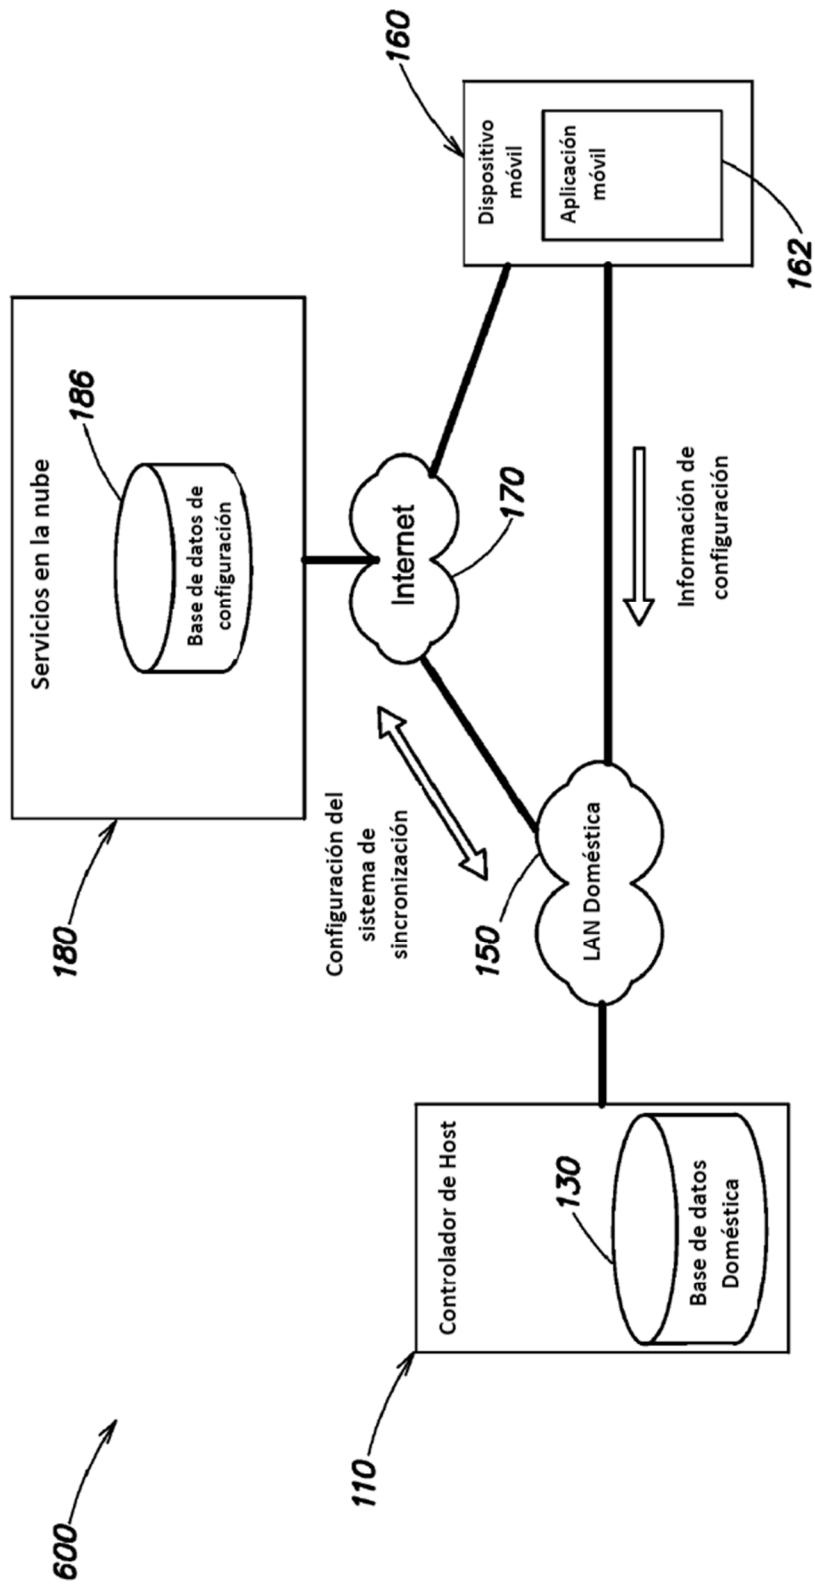 600
110
Controlador de Host
130
Base de datos
Doméstica
180
Servicios en la nube
186
Base de datos de
configuración
Configuración del
sistema de
sincronización
150
LAN Doméstica
Internet
170
Información de
configuración
160
Dispositivo
móvil
Aplicación
móvil
162